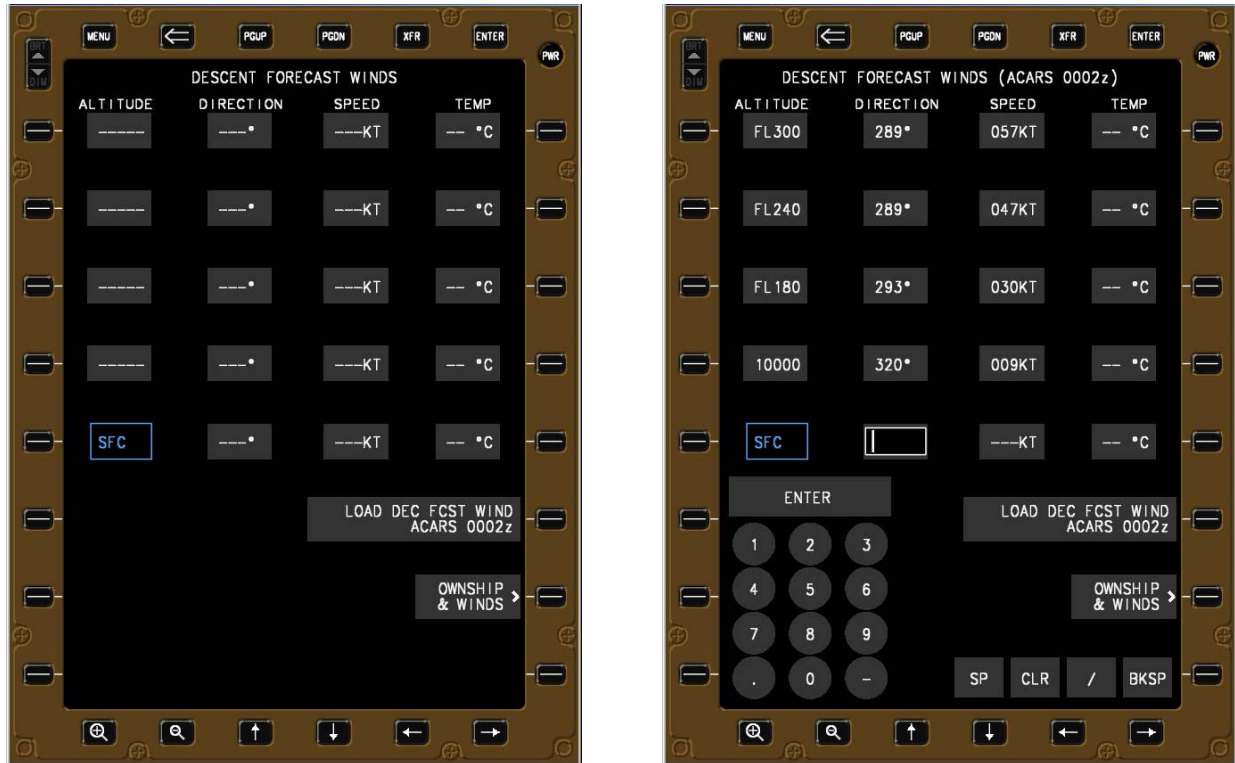 MENU PGUP PGDN XFR ENTER
BRT
DIM
PWR
DESCENT FORECAST WINDS
ALTITUDE DIRECTION SPEED TEMP
----- ---° ---KT -- °C
----- ---° ---KT -- °C
----- ---° ---KT -- °C
----- ---° ---KT -- °C
SFC ---° ---KT -- °C
LOAD DEC FCST WIND
ACARS 0002z
OWNSHIP >
& WINDS
MENU PGUP PGDN XFR ENTER
BRT
DIM
PWR
DESCENT FORECAST WINDS (ACARS 0002z)
ALTITUDE DIRECTION SPEED TEMP
FL300 289° 057KT -- °C
FL240 289° 047KT -- °C
FL180 293° 030KT -- °C
10000 320° 009KT -- °C
SFC ---KT -- °C
ENTER
LOAD DEC FCST WIND
ACARS 0002z
1 2 3
4 5 6
OWNSHIP >
& WINDS
7 8 9
. 0 - SP CLR / BKSP